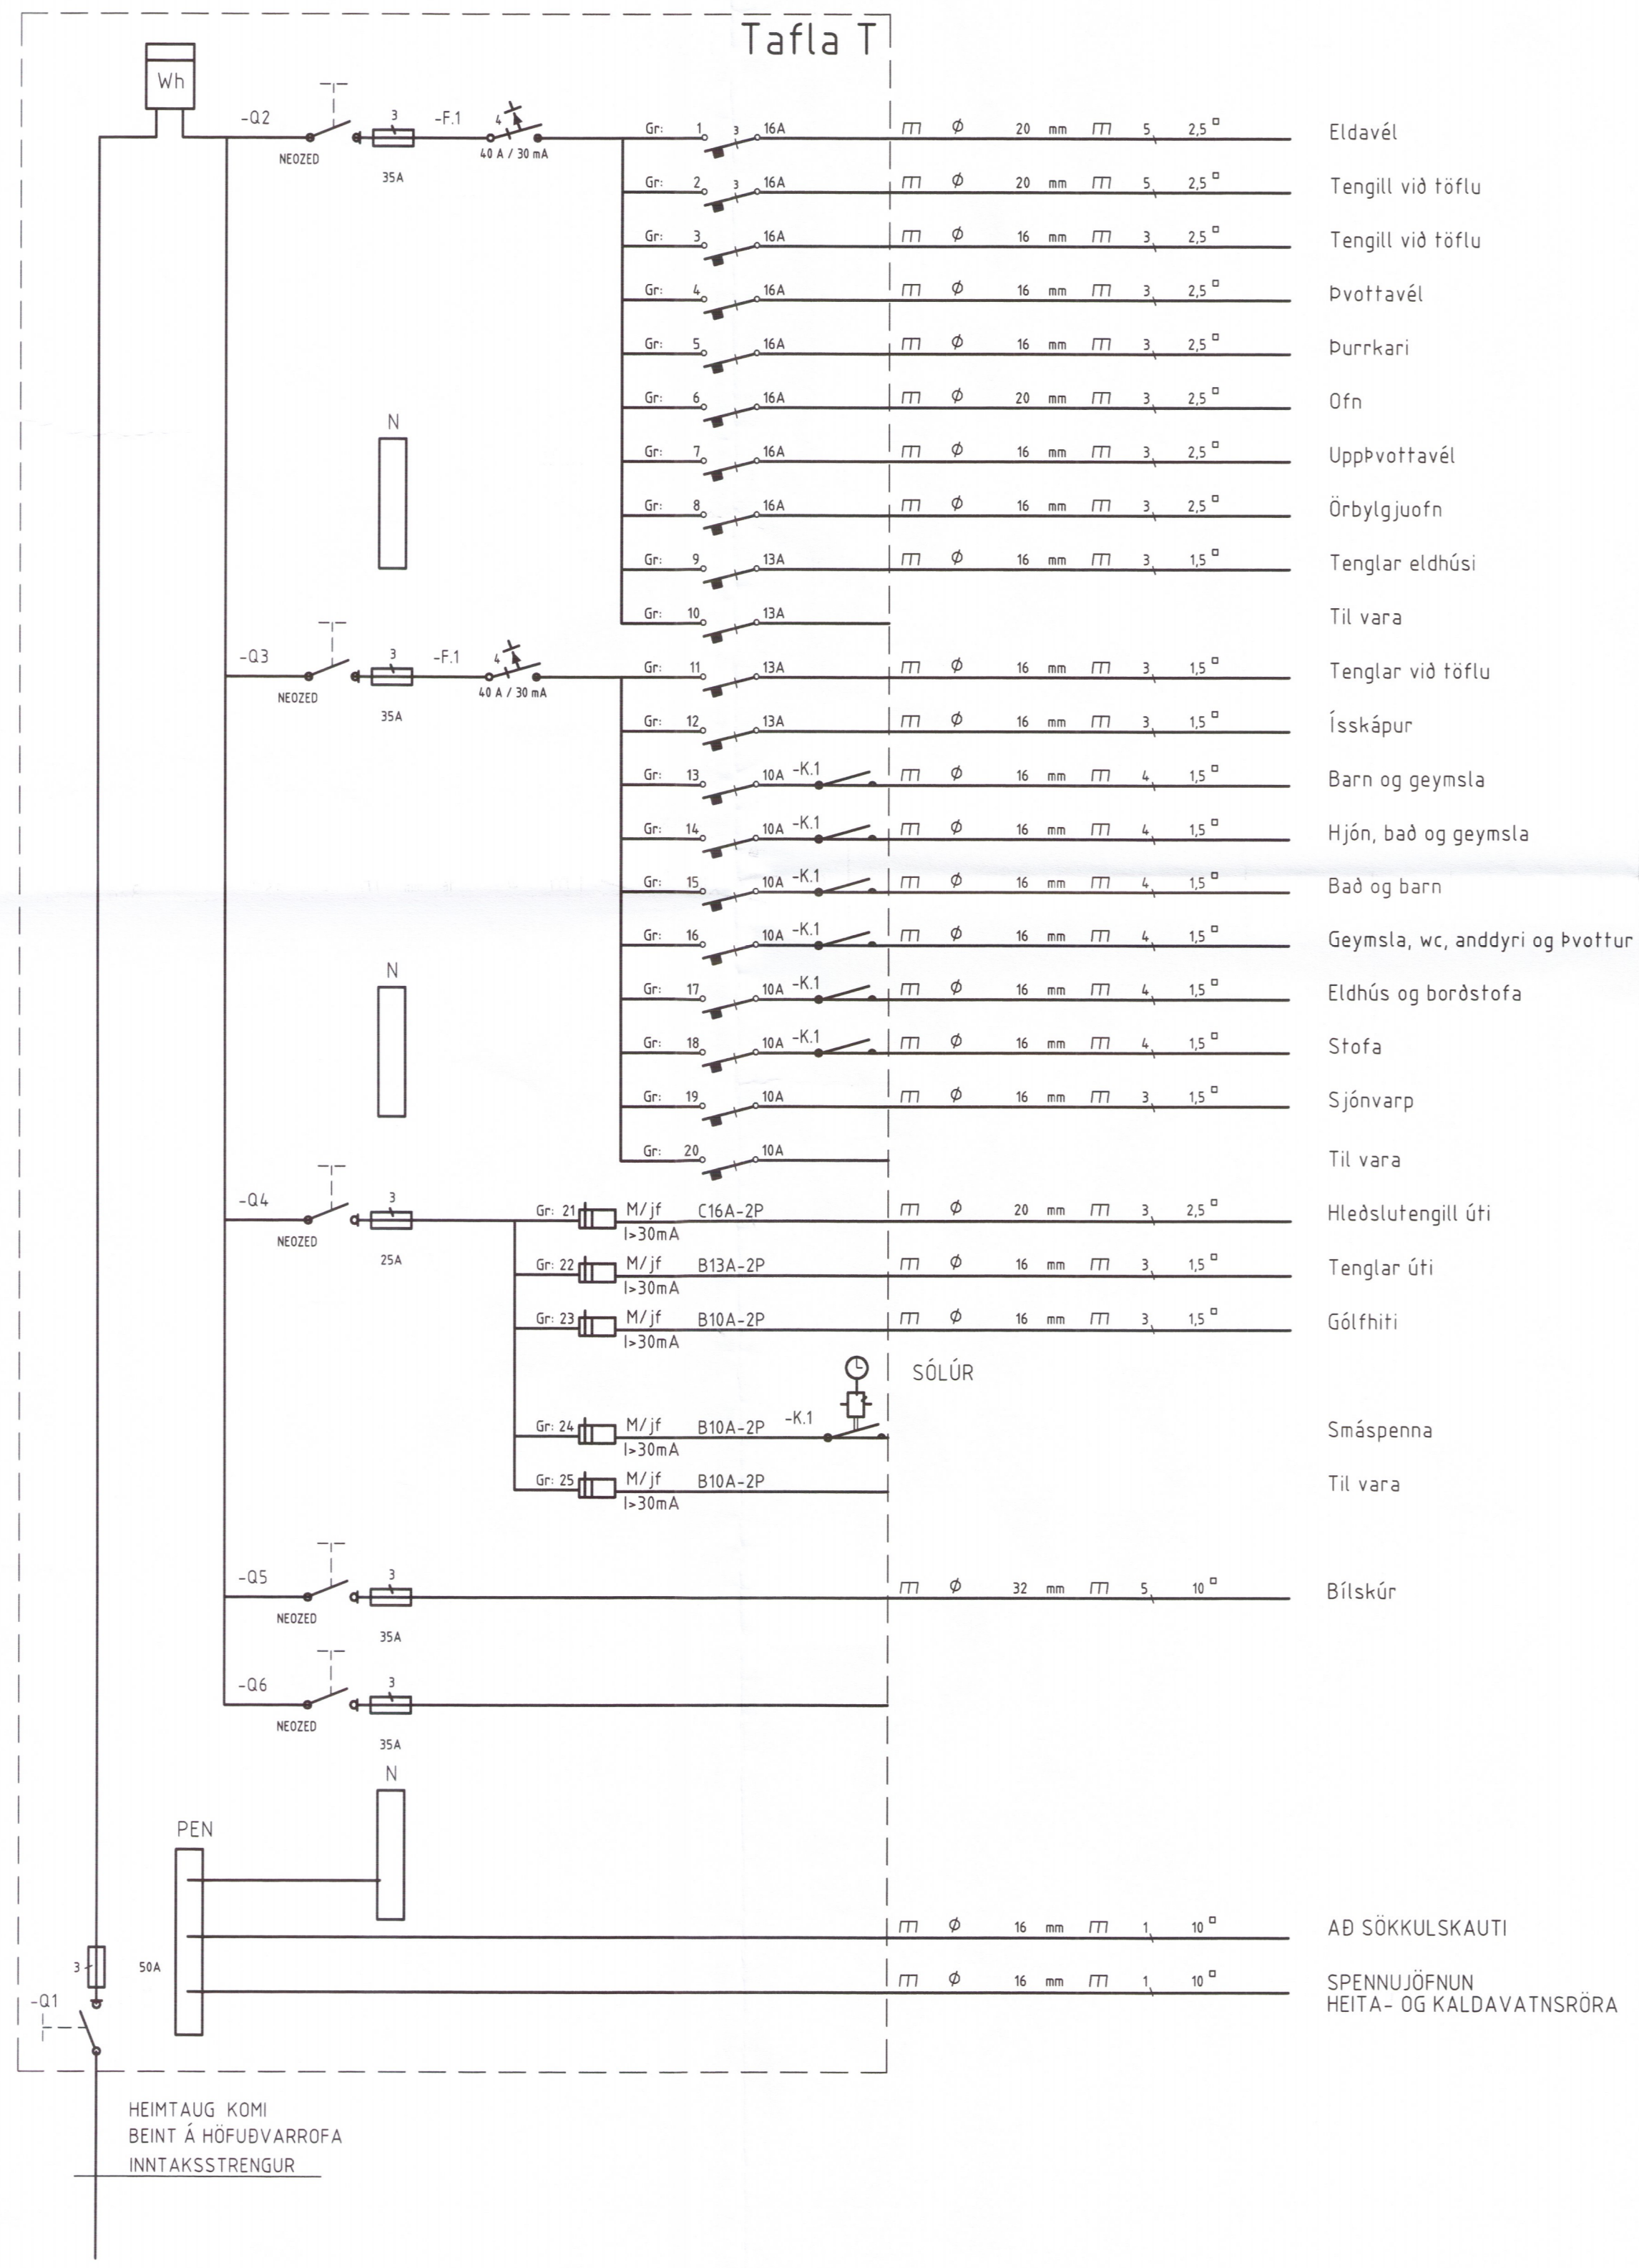 Tafla T
Wh
-Q2 NEOZED 3 35A -F.1 4 40 A / 30 mA
Gr: 1 3 16A Ø 20 mm 5 2,5 Eldavél
Gr: 2 3 16A Ø 20 mm 5 2,5 Tengill við töflu
Gr: 3 16A Ø 16 mm 3 2,5 Tengill við töflu
Gr: 4 16A Ø 16 mm 3 2,5 Þvottavél
Gr: 5 16A Ø 16 mm 3 2,5 Þurrkari
Gr: 6 16A Ø 20 mm 3 2,5 Ofn
N
Gr: 7 16A Ø 16 mm 3 2,5 UppÞvottavél
Gr: 8 16A Ø 16 mm 3 2,5 Örbylgjuofn
Gr: 9 13A Ø 16 mm 3 1,5 Tenglar eldhúsi
Gr: 10 13A Til vara
-Q3 NEOZED 3 35A -F.1 4 40 A / 30 mA
Gr: 11 13A Ø 16 mm 3 1,5 Tenglar við töflu
Gr: 12 13A Ø 16 mm 3 1,5 Ísskápur
Gr: 13 10A -K.1 Ø 16 mm 4 1,5 Barn og geymsla
Gr: 14 10A -K.1 Ø 16 mm 4 1,5 Hjón, bað og geymsla
Gr: 15 10A -K.1 Ø 16 mm 4 1,5 Bað og barn
Gr: 16 10A -K.1 Ø 16 mm 4 1,5 Geymsla, wc, anddyri og Þvottur
N
Gr: 17 10A -K.1 Ø 16 mm 4 1,5 Eldhús og borðstofa
Gr: 18 10A -K.1 Ø 16 mm 4 1,5 Stofa
Gr: 19 10A Ø 16 mm 3 1,5 Sjónvarp
Gr: 20 10A Til vara
-Q4 NEOZED 3 25A
Gr: 21 M/jf I>30mA C16A-2P Ø 20 mm 3 2,5 Hleðslutengill úti
Gr: 22 M/jf I>30mA B13A-2P Ø 16 mm 3 1,5 Tenglar úti
Gr: 23 M/jf I>30mA B10A-2P Ø 16 mm 3 1,5 Gólfhiti
SÓLÚR
Gr: 24 M/jf I>30mA B10A-2P -K.1 Smáspenna
Gr: 25 M/jf I>30mA B10A-2P Til vara
-Q5 NEOZED 3 35A Ø 32 mm 5 10 Bílskúr
-Q6 NEOZED 3 35A
N
PEN
Ø 16 mm 1 10 AÐ SÖKKULSKAUTI
3 50A
Ø 16 mm 1 10 SPENNUJÖFNUN
HEITA- OG KALDAVATNSRÖRA
-Q1
HEIMTAUG KOMI
BEINT Á HÖFUÐVARROFA
INNTAKSSTRENGUR